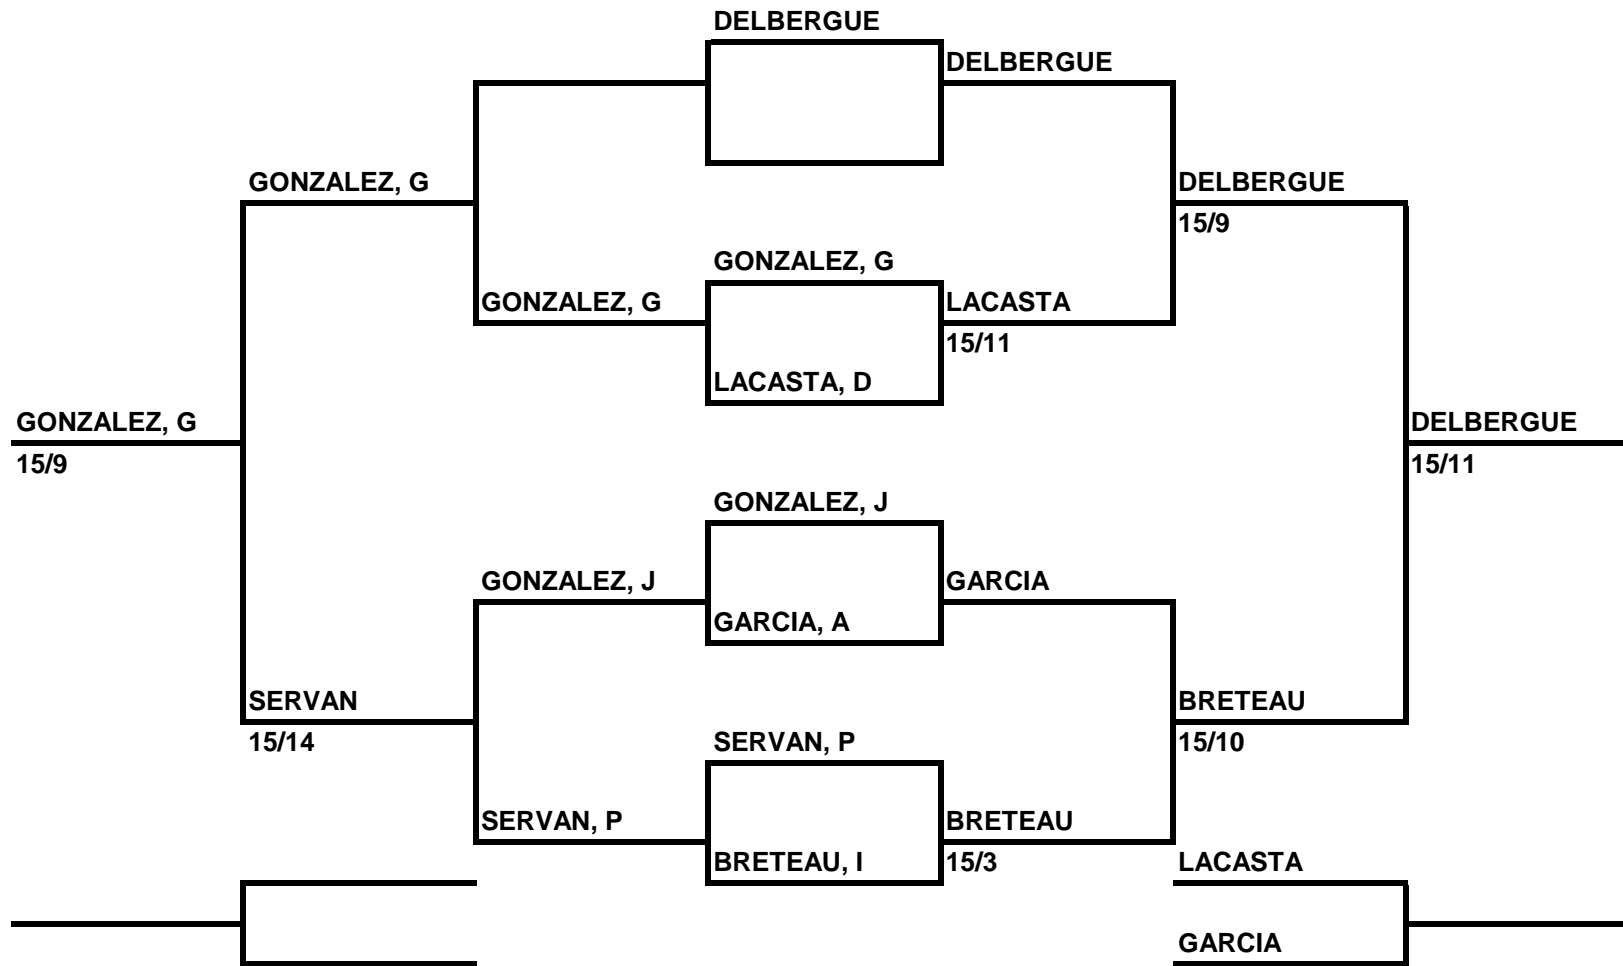 DELBERGUE
DELBERGUE
GONZALEZ, G
DELBERGUE
15/9
GONZALEZ, G
GONZALEZ, G
LACASTA
15/11
LACASTA, D
GONZALEZ, G
15/9
DELBERGUE
15/11
GONZALEZ, J
GONZALEZ, J
GARCIA
GARCIA, A
SERVAN
15/14
BRETEAU
15/10
SERVAN, P
SERVAN, P
BRETEAU
BRETEAU, I
15/3
LACASTA
GARCIA